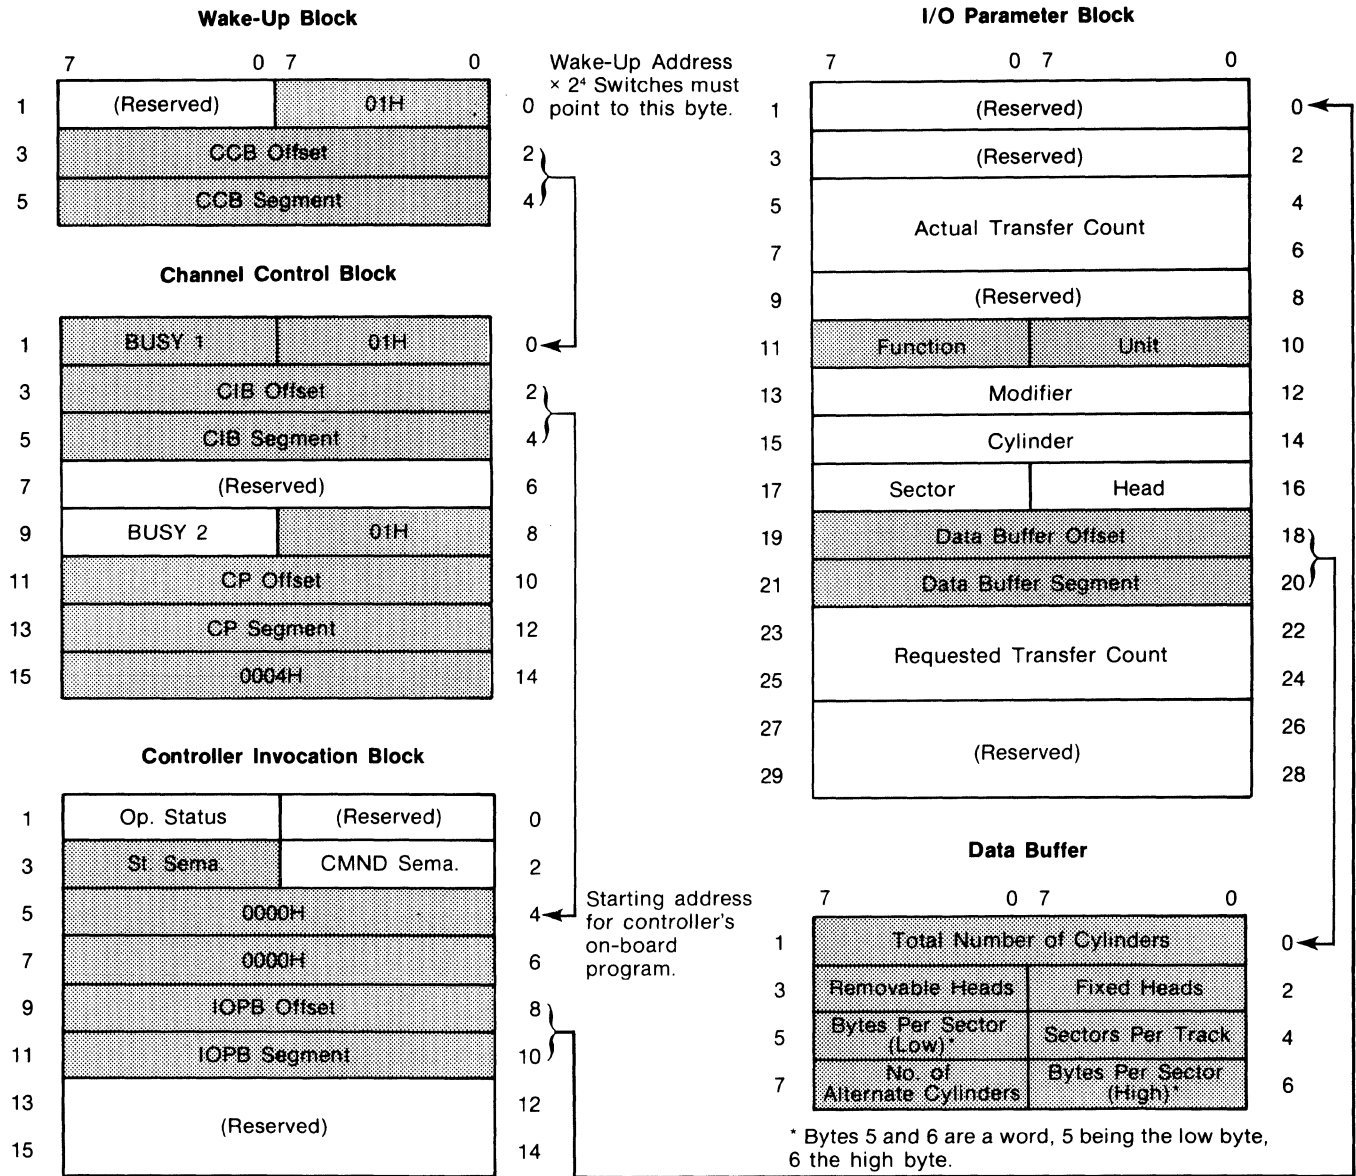 Wake-Up Block
7 0 7 0
Wake-Up Address
× 2⁴ Switches must
point to this byte.
1 (Reserved) 01H 0
3 CCB Offset 2
5 CCB Segment 4
Channel Control Block
1 BUSY 1 01H 0
3 CIB Offset 2
5 CIB Segment 4
7 (Reserved) 6
9 BUSY 2 01H 8
11 CP Offset 10
13 CP Segment 12
15 0004H 14
Controller Invocation Block
1 Op. Status (Reserved) 0
3 St. Sema. CMND Sema. 2
5 0000H 4
7 0000H 6
9 IOPB Offset 8
11 IOPB Segment 10
13 12
(Reserved)
15 14
Starting address
for controller's
on-board
program.
I/O Parameter Block
7 0 7 0
1 (Reserved) 0
3 (Reserved) 2
5 4
Actual Transfer Count
7 6
9 (Reserved) 8
11 Function Unit 10
13 Modifier 12
15 Cylinder 14
17 Sector Head 16
19 Data Buffer Offset 18
21 Data Buffer Segment 20
23 22
Requested Transfer Count
25 24
27 26
(Reserved)
29 28
Data Buffer
7 0 7 0
1 Total Number of Cylinders 0
3 Removable Heads Fixed Heads 2
5 Bytes Per Sector (Low)* Sectors Per Track 4
7 No. of Alternate Cylinders Bytes Per Sector (High)* 6
* Bytes 5 and 6 are a word, 5 being the low byte,
6 the high byte.